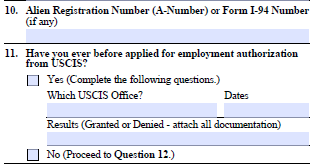 10. Alien Registration Number (A-Number) or Form I-94 Number
(if any)
11. Have you ever before applied for employment authorization
from USCIS?
Yes (Complete the following questions.)
Which USCIS Office? Dates
Results (Granted or Denied - attach all documentation)
No (Proceed to Question 12.)